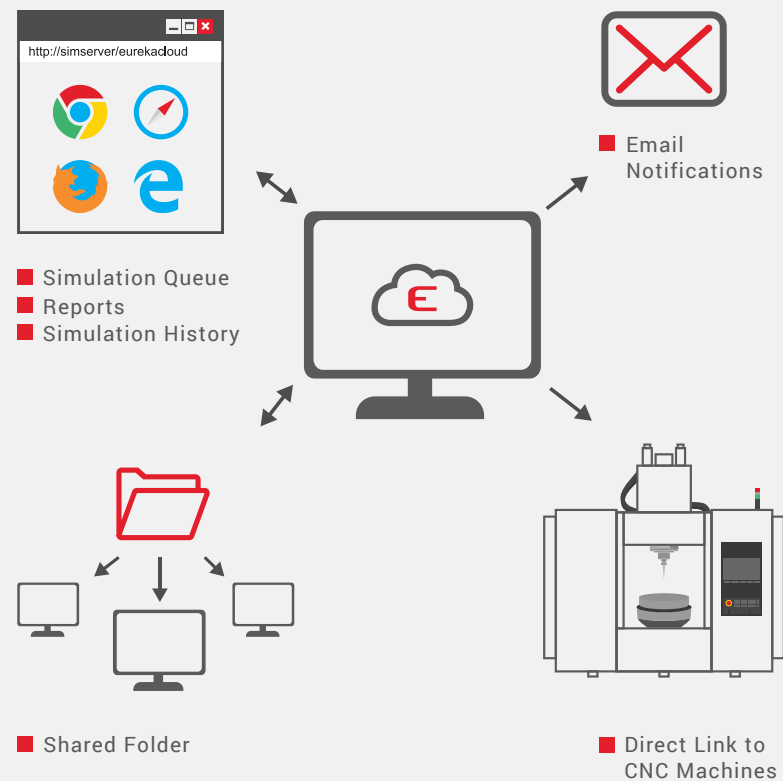 http://simserver/eurekacloud
Email
Notifications
Simulation Queue
Reports
Simulation History
E
Shared Folder
Direct Link to
CNC Machines